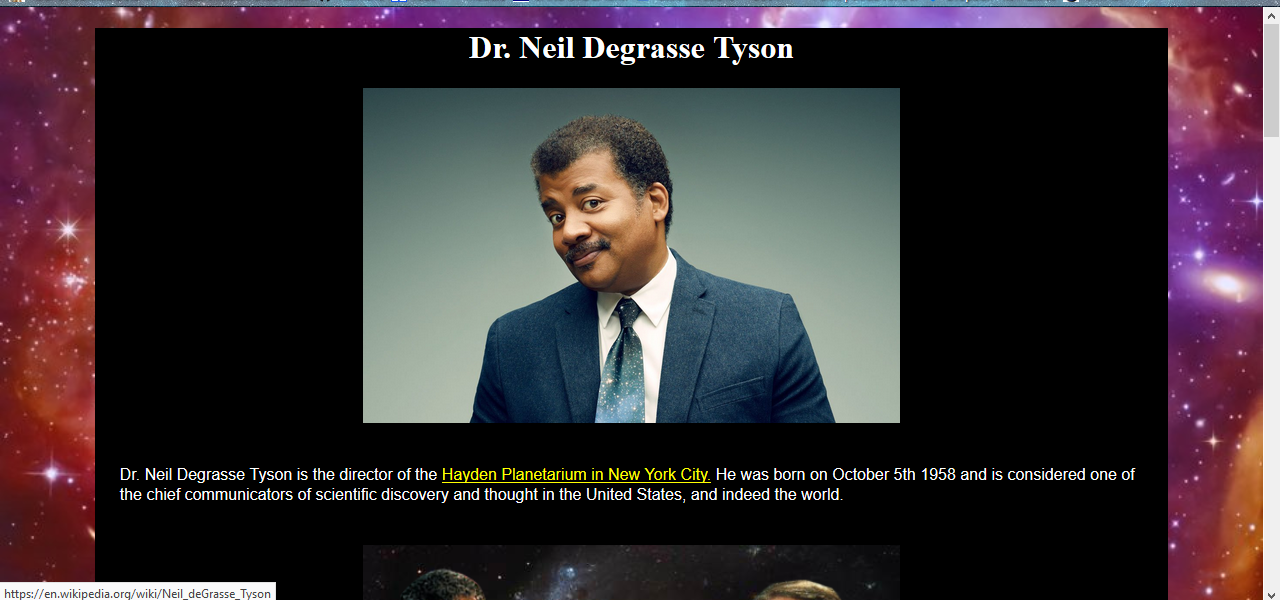 Dr. Neil Degrasse Tyson
Dr. Neil Degrasse Tyson is the director of the Hayden Planetarium in New York City. He was born on October 5th 1958 and is considered one of
the chief communicators of scientific discovery and thought in the United States, and indeed the world.
https://en.wikipedia.org/wiki/Neil_deGrasse_Tyson